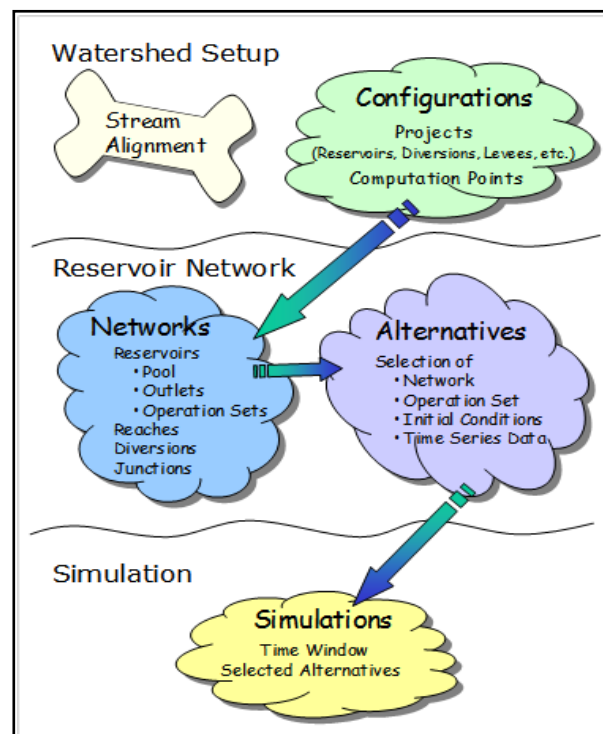 Watershed Setup
Stream
Alignment
Configurations
Projects
(Reservoirs, Diversions, Levees, etc.)
Computation Points
Reservoir Network
Networks
Reservoirs
• Pool
• Outlets
• Operation Sets
Reaches
Diversions
Junctions
Alternatives
Selection of
• Network
• Operation Set
• Initial Conditions
• Time Series Data
Simulation
Simulations
Time Window
Selected Alternatives